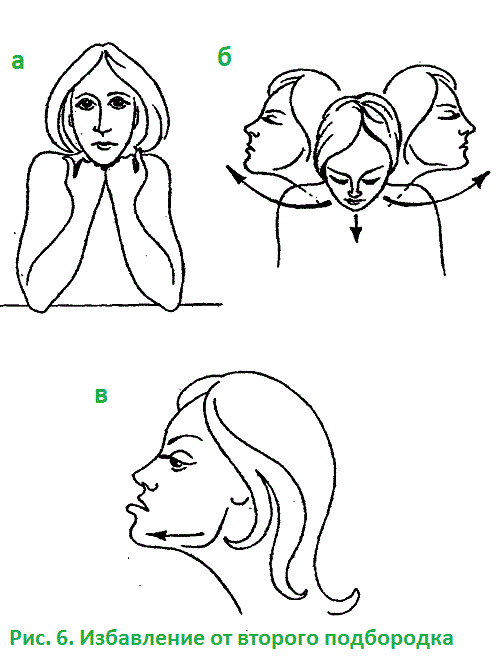 а
б
в
Рис. 6. Избавление от второго подбородка